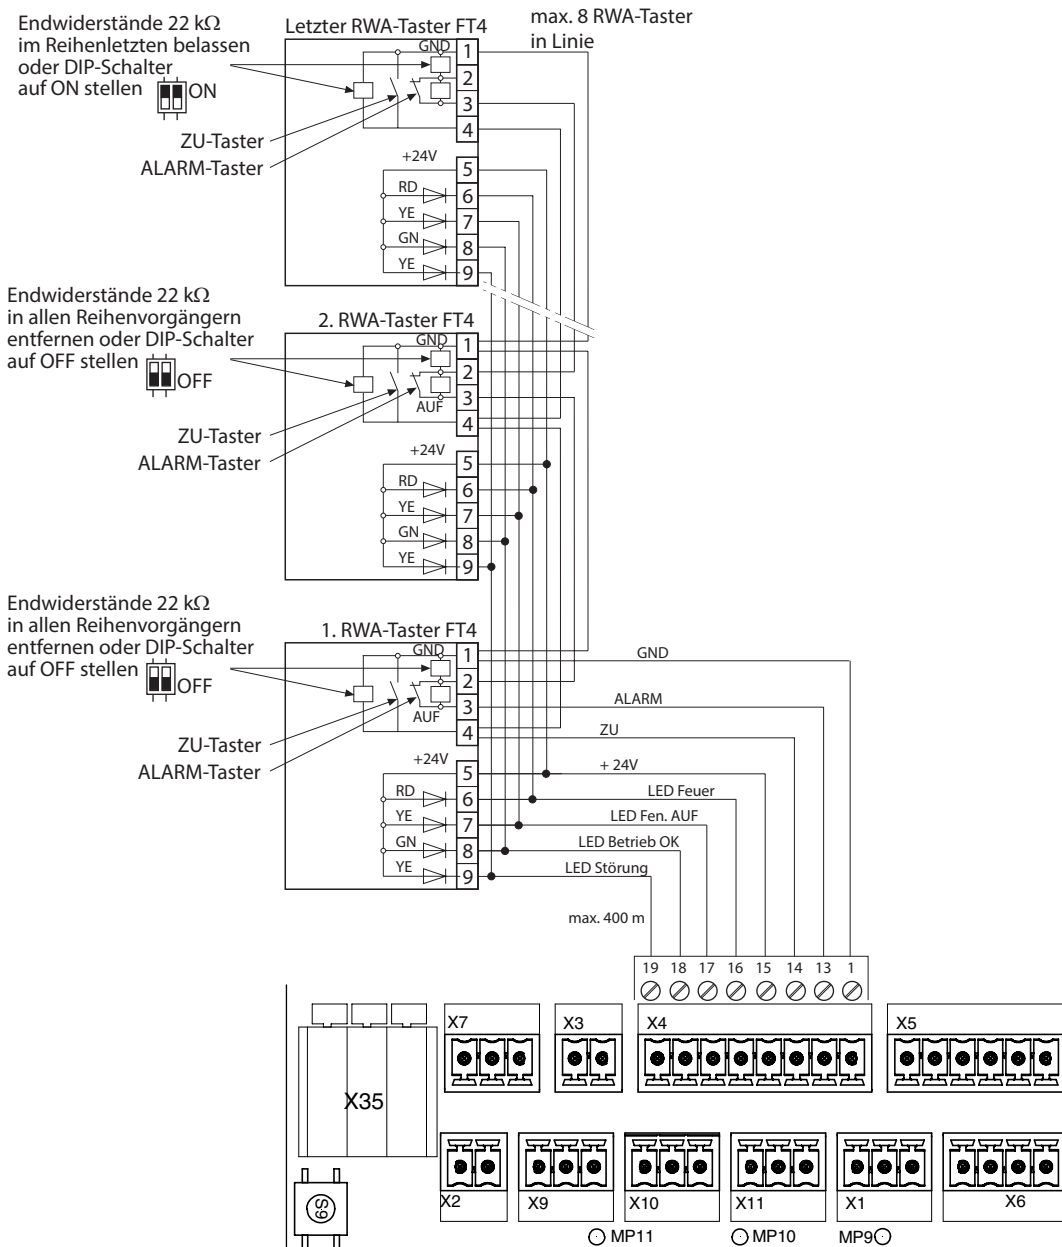 Endwiderstände 22 kΩ
im Reihenletzten belassen
oder DIP-Schalter
auf ON stellen
ON
Letzter RWA-Taster FT4
max. 8 RWA-Taster
in Linie
GND
1
2
3
4
ZU-Taster
ALARM-Taster
+24V
5
RD
6
YE
7
GN
8
YE
9
Endwiderstände 22 kΩ
in allen Reihenvorgängern
entfernen oder DIP-Schalter
auf OFF stellen
OFF
2. RWA-Taster FT4
GND
1
2
3
AUF
4
ZU-Taster
ALARM-Taster
+24V
5
RD
6
YE
7
GN
8
YE
9
Endwiderstände 22 kΩ
in allen Reihenvorgängern
entfernen oder DIP-Schalter
auf OFF stellen
OFF
1. RWA-Taster FT4
GND
1
2
3
AUF
4
ZU-Taster
ALARM-Taster
+24V
5
RD
6
YE
7
GN
8
YE
9
GND
ALARM
ZU
+ 24V
LED Feuer
LED Fen. AUF
LED Betrieb OK
LED Störung
max. 400 m
19 18 17 16 15 14 13 1
X7
X3
X4
X5
X35
X2
X9
X10
X11
X1
X6
S9
MP11
MP10
MP9